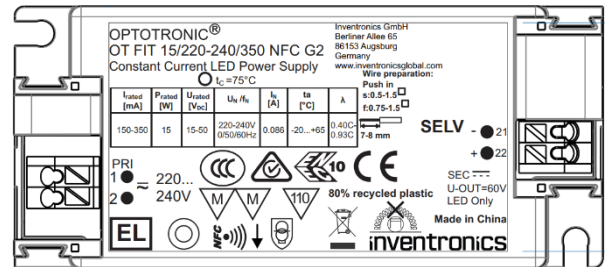 OPTOTRONIC®
OT FIT 15/220-240/350 NFC G2
Constant Current LED Power Supply
tc=75°C
Inventronics GmbH
Berliner Allee 65
86153 Augsburg
Germany
www.inventronicsglobal.com
Wire preparation:
Push in
s:0.5-1.5
f:0.75-1.5
7-8 mm
Irated [mA] Prated [W] Urated [VDC] UN /fN IN [A] ta [°C] λ
150-350 15 15-50 220-240V 0/50/60Hz 0.086 -20...+65 0.40C-0.93C
SELV
- 21
+ 22
SEC
U-OUT=60V
LED Only
Made in China
PRI
1
2
220...
240V
CCC
10
CE
M M 110
80% recycled plastic
EL
NFC
inventronics